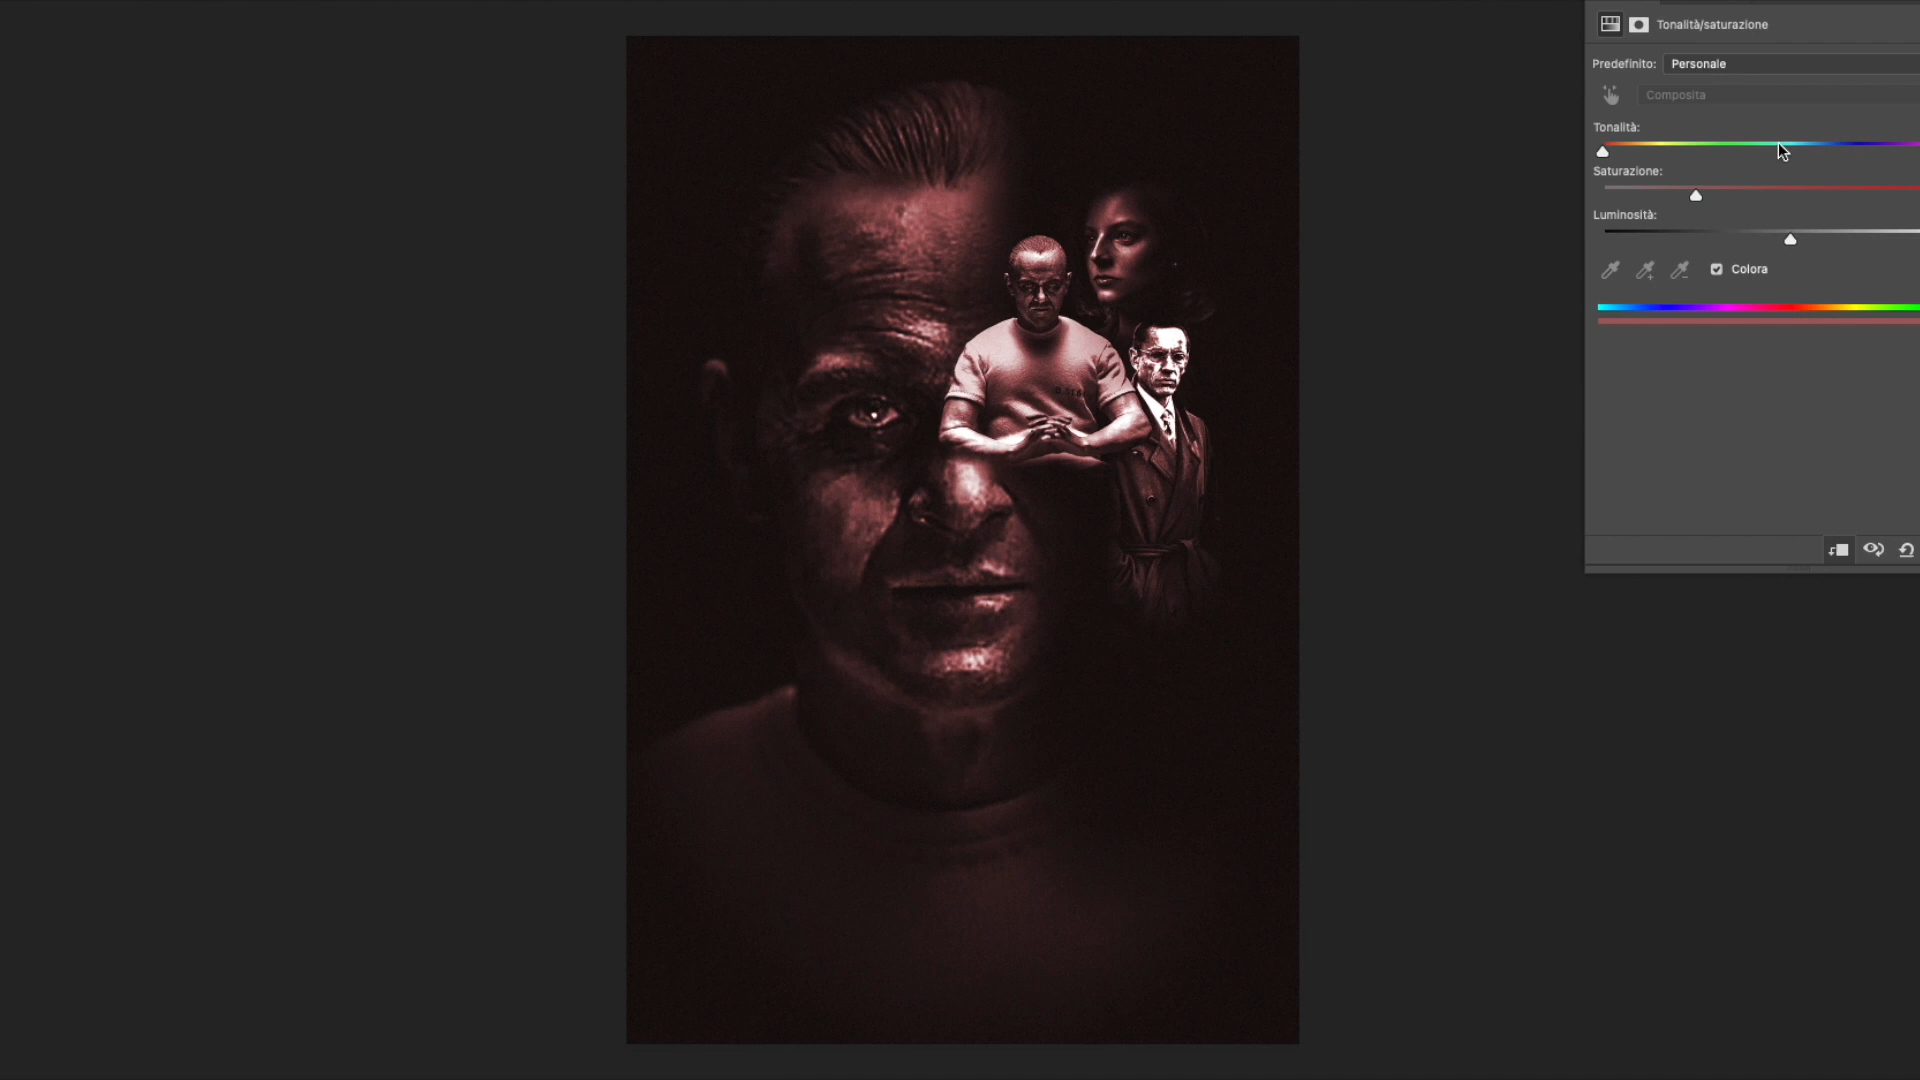 Tonalità/saturazione
Predefinito: Personale
Composita
Tonalità:
Saturazione:
Luminosità:
Colora